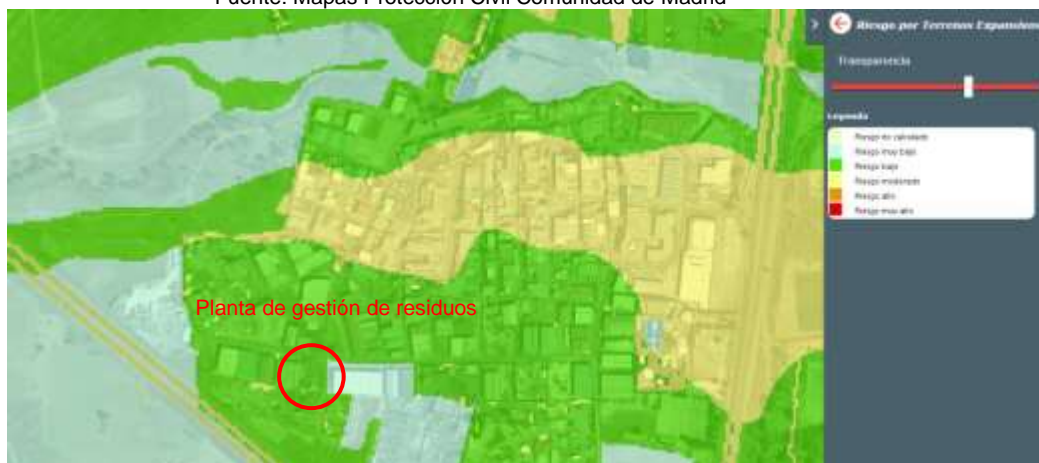 Fuente: Mapas Protección Civil Comunidad de Madrid
Riesgo por Terrenos Expansivos
Transparencia
Leyenda
Riesgo no calculado
Riesgo muy bajo
Riesgo bajo
Riesgo moderado
Riesgo alto
Riesgo muy alto
Planta de gestión de residuos